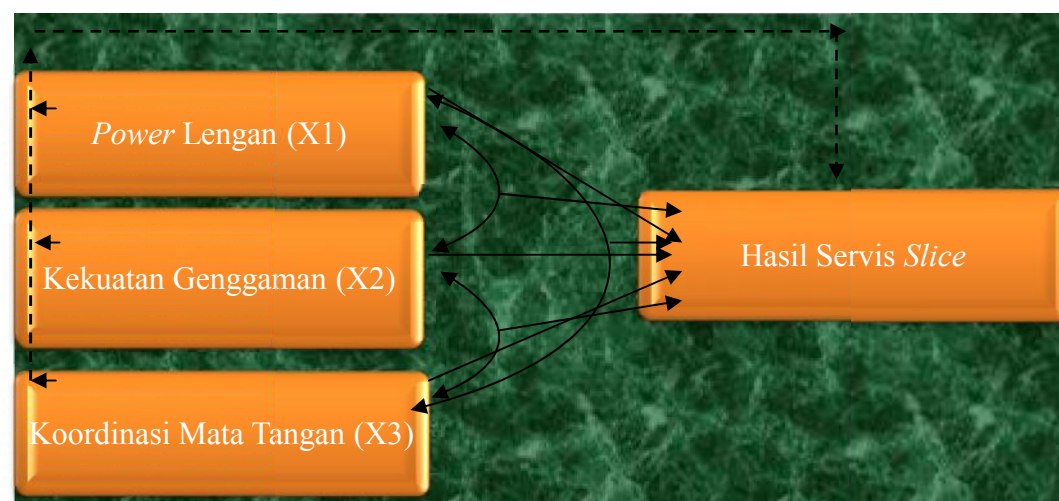 Power Lengan (X1)
Kekuatan Genggaman (X2)
Hasil Servis Slice
Koordinasi Mata Tangan (X3)